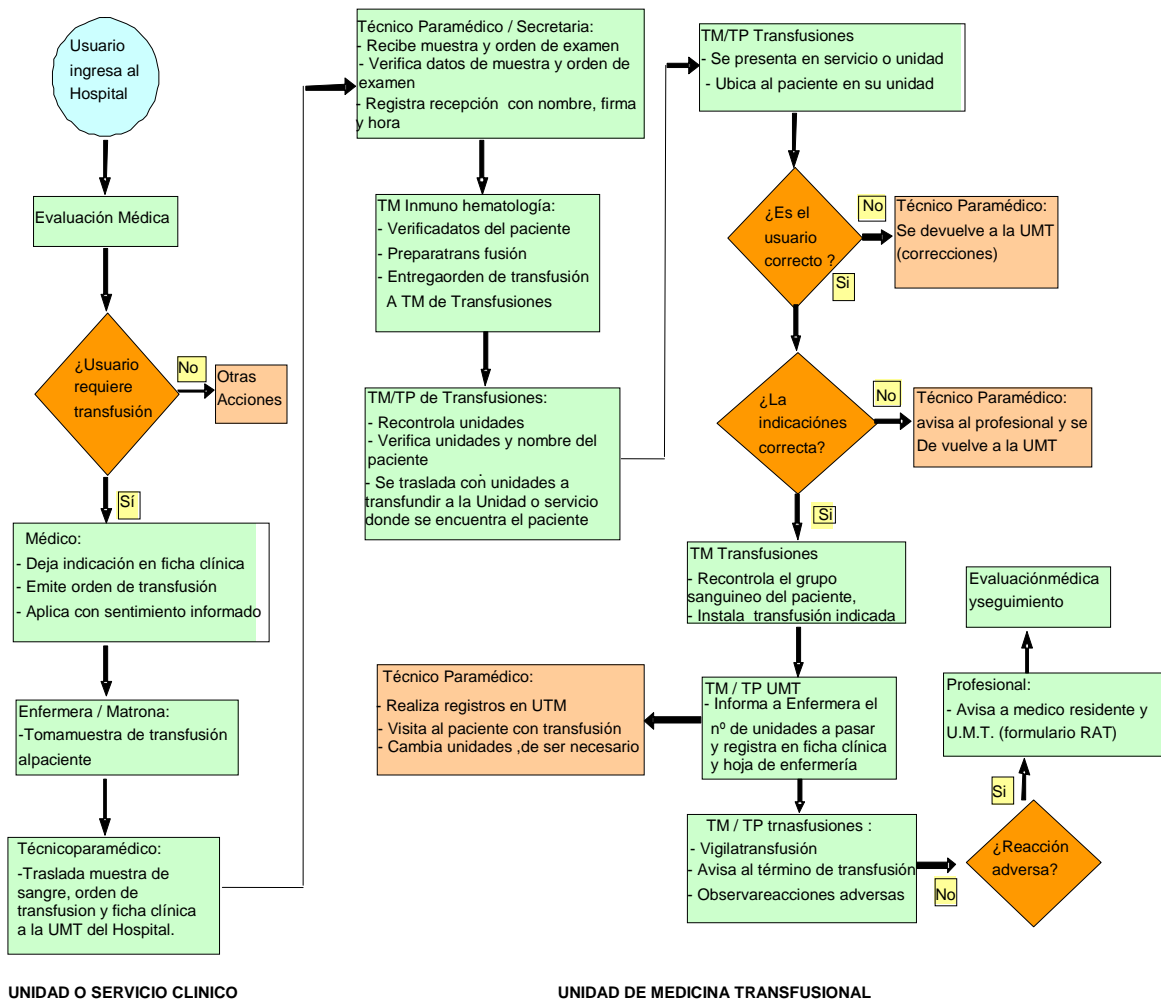 Usuario
ingresa al
Hospital
Evaluación Médica
¿Usuario
requiere
transfusión
No
Otras
Acciones
Sí
Médico:
- Deja indicación en ficha clínica
- Emite orden de transfusión
- Aplica con sentimiento informado
Enfermera / Matrona:
-Tomamuestra de transfusión
alpaciente
Técnicoparamédico:
-Traslada muestra de
sangre, orden de
transfusion y ficha clínica
a la UMT del Hospital.
Técnico Paramédico / Secretaria:
- Recibe muestra y orden de examen
- Verifica datos de muestra y orden de
examen
- Registra recepción con nombre, firma
y hora
TM Inmuno hematología:
- Verificadatos del paciente
- Preparatrans fusión
- Entregaorden de transfusión
A TM de Transfusiones
TM/TP de Transfusiones:
- Recontrola unidades
- Verifica unidades y nombre del
paciente
- Se traslada con unidades a
transfundir a la Unidad o servicio
donde se encuentra el paciente
TM/TP Transfusiones
- Se presenta en servicio o unidad
- Ubica al paciente en su unidad
¿Es el
usuario
correcto ?
No
Técnico Paramédico:
Se devuelve a la UMT
(correcciones)
Si
¿La
indicaciónes
correcta?
No
Técnico Paramédico:
avisa al profesional y se
De vuelve a la UMT
Si
TM Transfusiones
- Recontrola el grupo
sanguineo del paciente,
- Instala transfusión indicada
TM / TP UMT
- Informa a Enfermera el
nº de unidades a pasar
y registra en ficha clínica
y hoja de enfermería
Técnico Paramédico:
- Realiza registros en UTM
- Visita al paciente con transfusión
- Cambia unidades ,de ser necesario
TM / TP trnasfusiones :
- Vigilatransfusión
- Avisa al término de transfusión
- Observareacciones adversas
No
¿Reacción
adversa?
Si
Profesional:
- Avisa a medico residente y
U.M.T. (formulario RAT)
Evaluaciónmédica
yseguimiento
UNIDAD O SERVICIO CLINICO
UNIDAD DE MEDICINA TRANSFUSIONAL